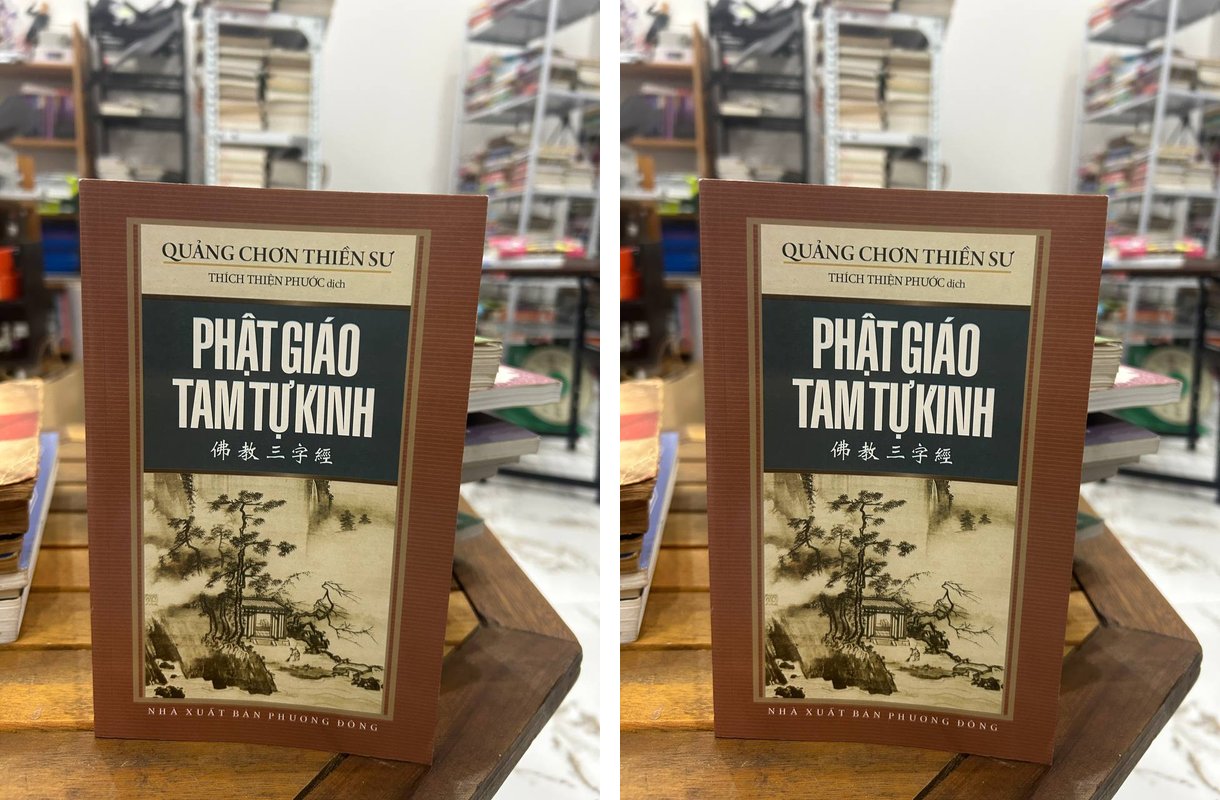 QUẢNG CHƠN THIỀN SƯ
THÍCH THIỆN PHƯỚC dịch
PHẬT GIÁO
TAM TỰ KINH
佛教三字經
NHÀ XUẤT BẢN PHƯƠNG ĐÔNG
QUẢNG CHƠN THIỀN SƯ
THÍCH THIỆN PHƯỚC dịch
PHẬT GIÁO
TAM TỰ KINH
佛教三字經
NHÀ XUẤT BẢN PHƯƠNG ĐÔNG